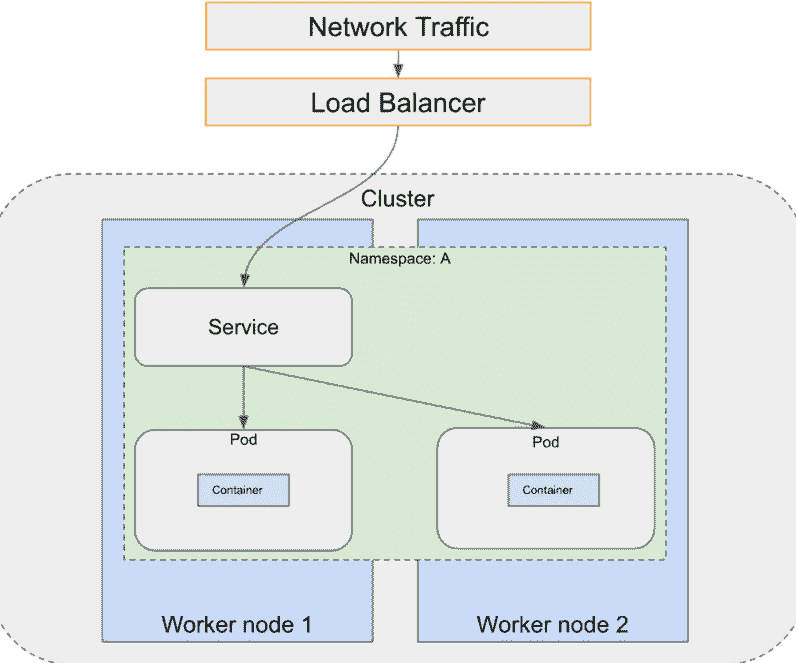 Network Traffic
Load Balancer
Cluster
Namespace: A
Service
Pod
Pod
Container
Container
Worker node 1
Worker node 2